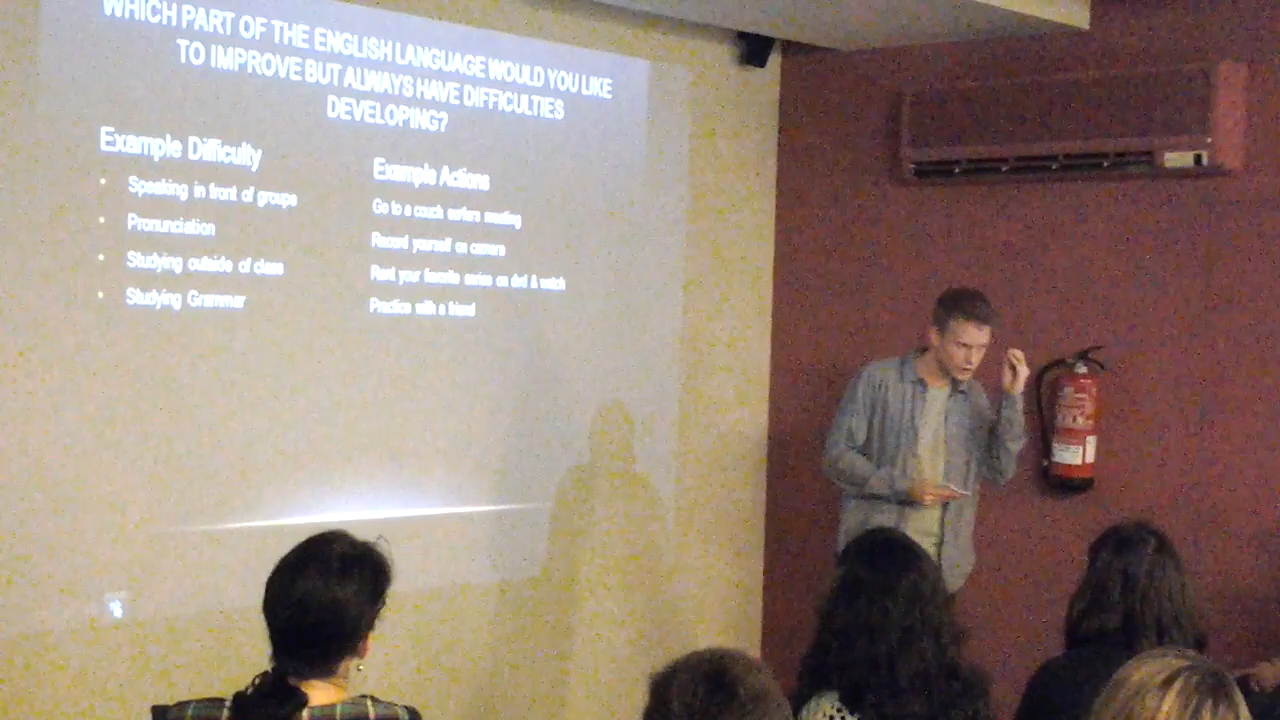 WHICH PART OF THE ENGLISH LANGUAGE WOULD YOU LIKE
TO IMPROVE BUT ALWAYS HAVE DIFFICULTIES
DEVELOPING?
Example Difficulty
• Speaking in front of groups
• Pronunciation
• Studying outside of class
• Studying Grammar
Example Actions
Go to a couch surfers meeting
Record yourself on camera
Rent your favorite series on dvd & watch
Practice with a friend